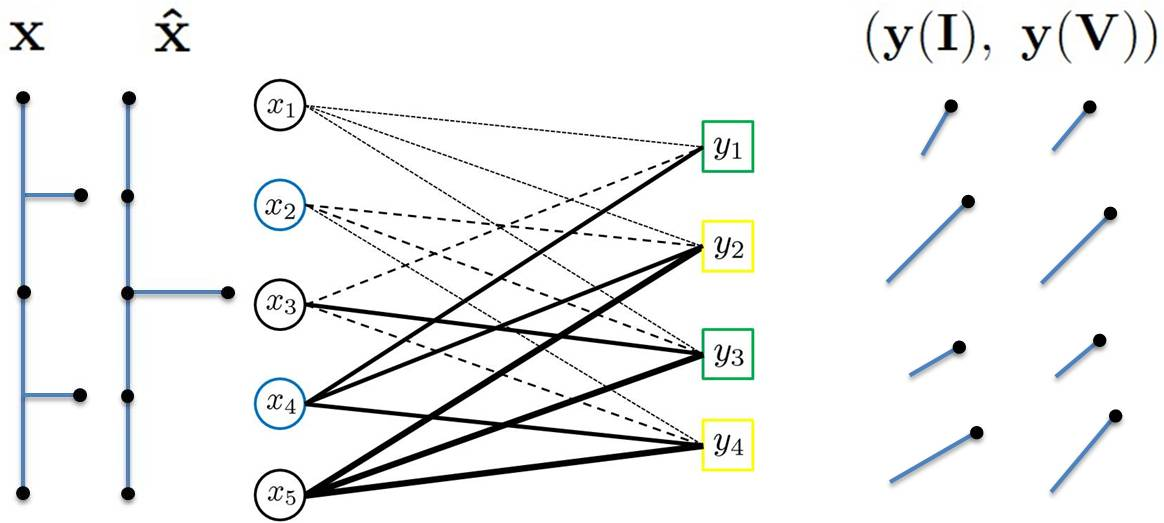 x x̂ (y(I), y(V))
x₁
y₁
x₂
y₂
x₃
y₃
x₄
y₄
x₅